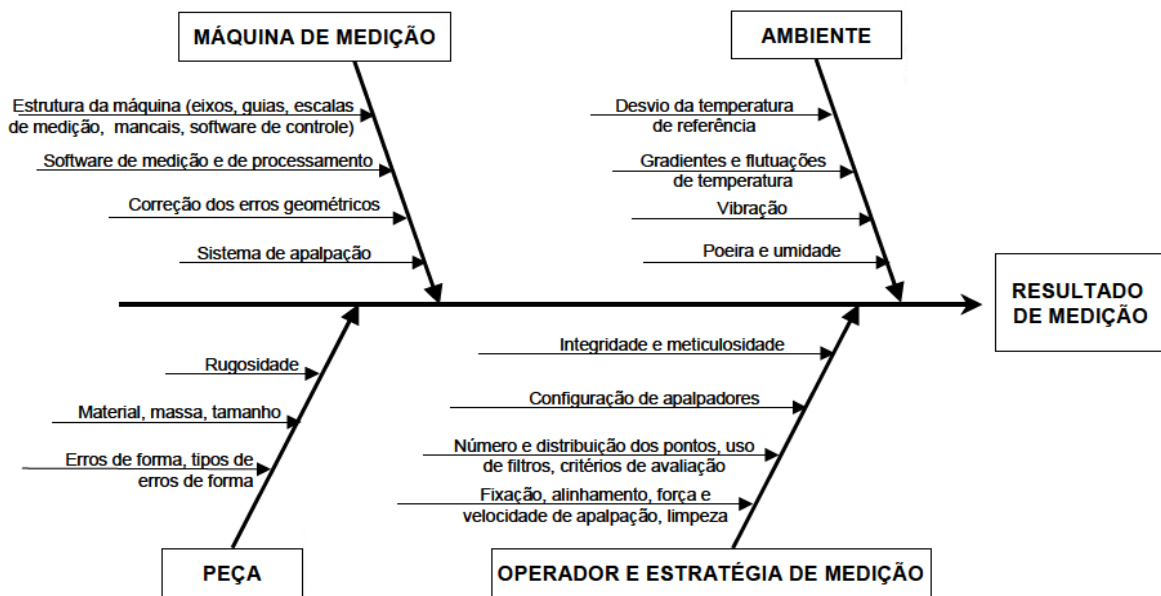 MÁQUINA DE MEDIÇÃO
AMBIENTE
Estrutura da máquina (eixos, guias, escalas
de medição, mancais, software de controle)
Software de medição e de processamento
Correção dos erros geométricos
Sistema de apalpação
Desvio da temperatura
de referência
Gradientes e flutuações
de temperatura
Vibração
Poeira e umidade
RESULTADO
DE MEDIÇÃO
Rugosidade
Material, massa, tamanho
Erros de forma, tipos de
erros de forma
Integridade e meticulosidade
Configuração de apalpadores
Número e distribuição dos pontos, uso
de filtros, critérios de avaliação
Fixação, alinhamento, força e
velocidade de apalpação, limpeza
PEÇA
OPERADOR E ESTRATÉGIA DE MEDIÇÃO